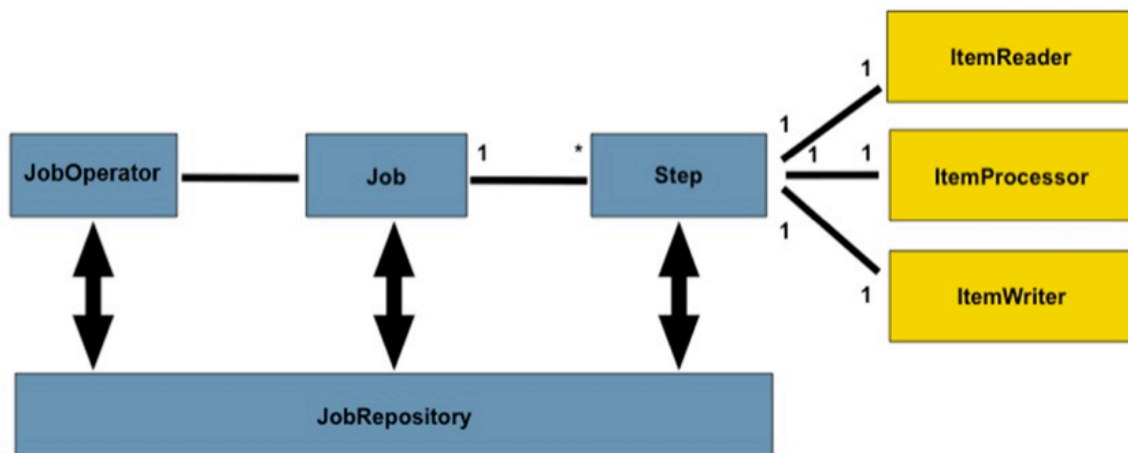 ItemReader
1
1
JobOperator
Job
1
*
Step
1
1
ItemProcessor
1
1
ItemWriter
JobRepository